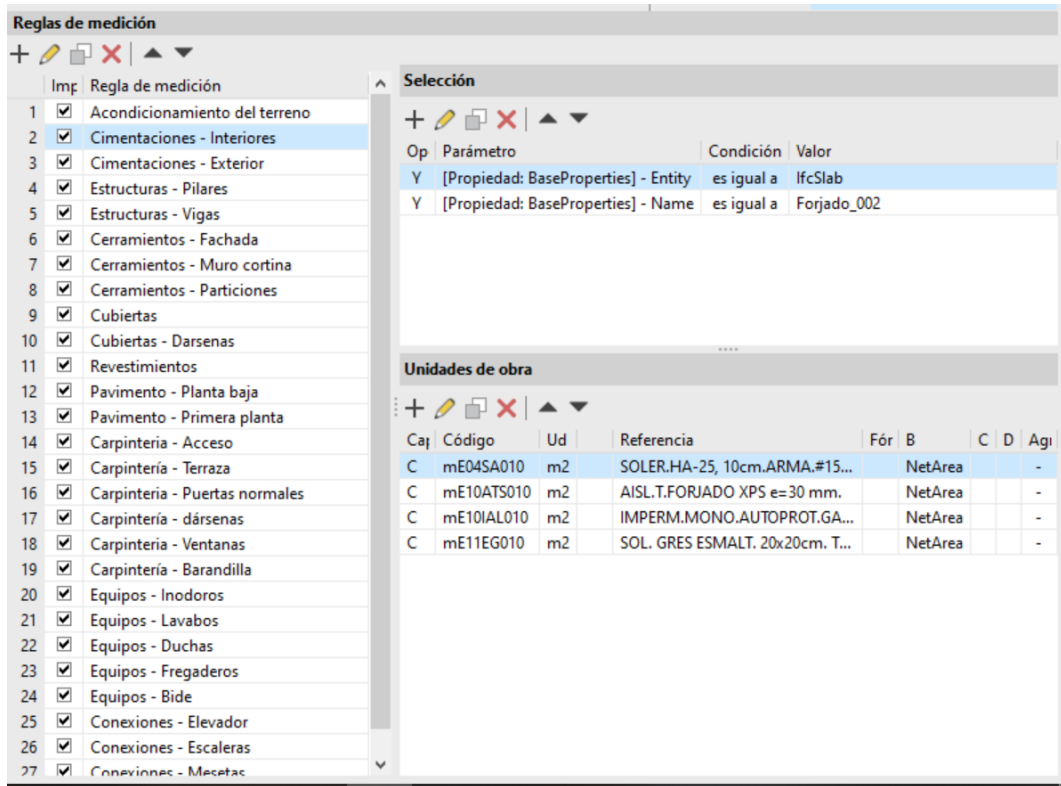 Reglas de medición
Imp Regla de medición
1 Acondicionamiento del terreno
2 Cimentaciones - Interiores
3 Cimentaciones - Exterior
4 Estructuras - Pilares
5 Estructuras - Vigas
6 Cerramientos - Fachada
7 Cerramientos - Muro cortina
8 Cerramientos - Particiones
9 Cubiertas
10 Cubiertas - Darsenas
11 Revestimientos
12 Pavimento - Planta baja
13 Pavimento - Primera planta
14 Carpinteria - Acceso
15 Carpintería - Terraza
16 Carpinteria - Puertas normales
17 Carpintería - dársenas
18 Carpinteria - Ventanas
19 Carpintería - Barandilla
20 Equipos - Inodoros
21 Equipos - Lavabos
22 Equipos - Duchas
23 Equipos - Fregaderos
24 Equipos - Bide
25 Conexiones - Elevador
26 Conexiones - Escaleras
27 Conexiones - Mesetas
Selección
Op Parámetro Condición Valor
Y [Propiedad: BaseProperties] - Entity es igual a IfcSlab
Y [Propiedad: BaseProperties] - Name es igual a Forjado_002
Unidades de obra
Cap Código Ud Referencia Fór B C D Agr
C mE04SA010 m2 SOLER.HA-25, 10cm.ARMA.#15... NetArea -
C mE10ATS010 m2 AISL.T.FORJADO XPS e=30 mm. NetArea -
C mE10IAL010 m2 IMPERM.MONO.AUTOPROT.GA... NetArea -
C mE11EG010 m2 SOL. GRES ESMALT. 20x20cm. T... NetArea -